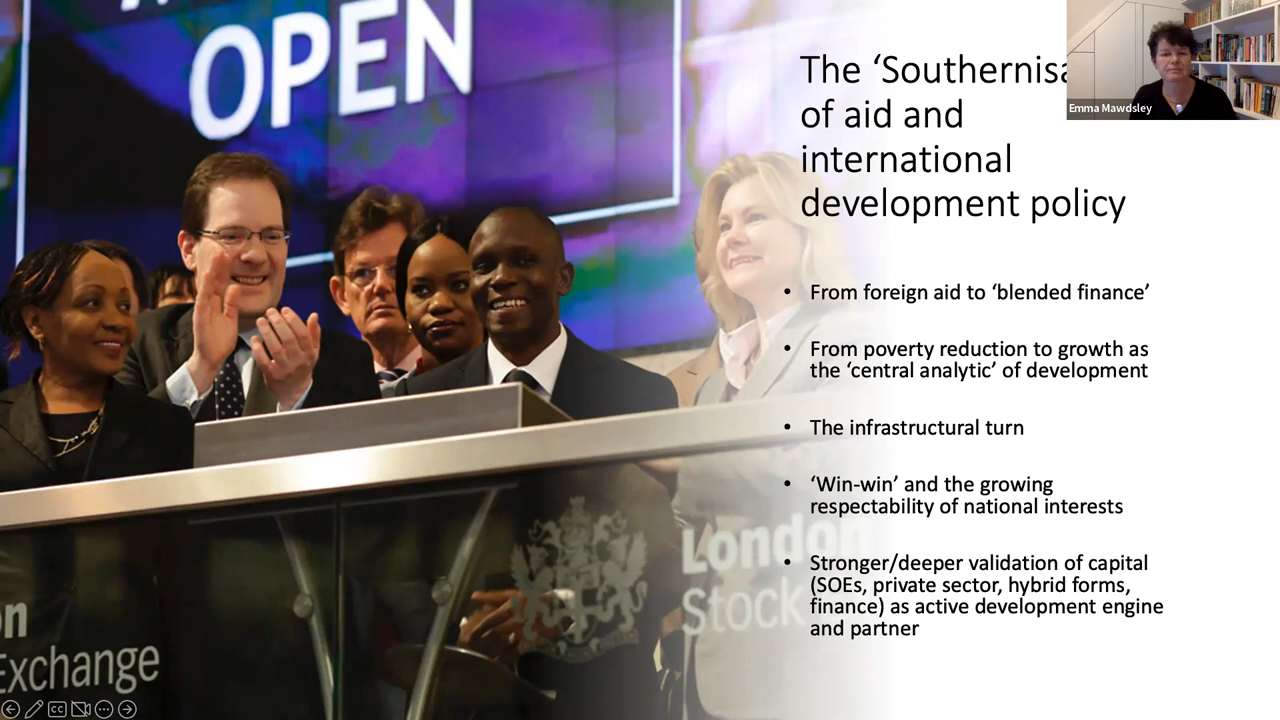 OPEN
The ‘Southernisa
of aid and
international
development policy
Emma Mawdsley
• From foreign aid to ‘blended finance’
• From poverty reduction to growth as
the ‘central analytic’ of development
• The infrastructural turn
• ‘Win-win’ and the growing
respectability of national interests
• Stronger/deeper validation of capital
(SOEs, private sector, hybrid forms,
finance) as active development engine
and partner
London
Stock
Exchange
CC